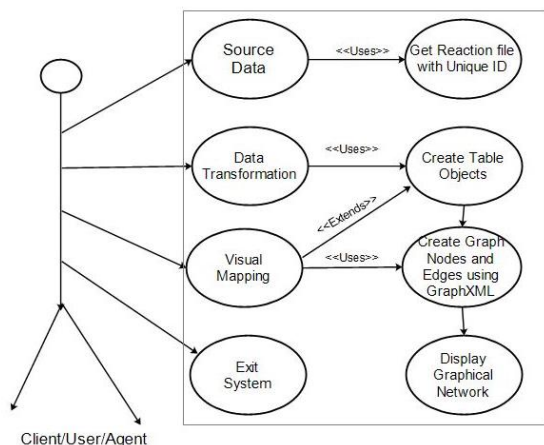 Source
Data
<<Uses>>
Get Reaction file
with Unique ID
Data
Transformation
<<Uses>>
Create Table
Objects
<<Extends>>
Visual
Mapping
<<Uses>>
Create Graph
Nodes and
Edges using
GraphXML
Exit
System
Display
Graphical
Network
Client/User/Agent